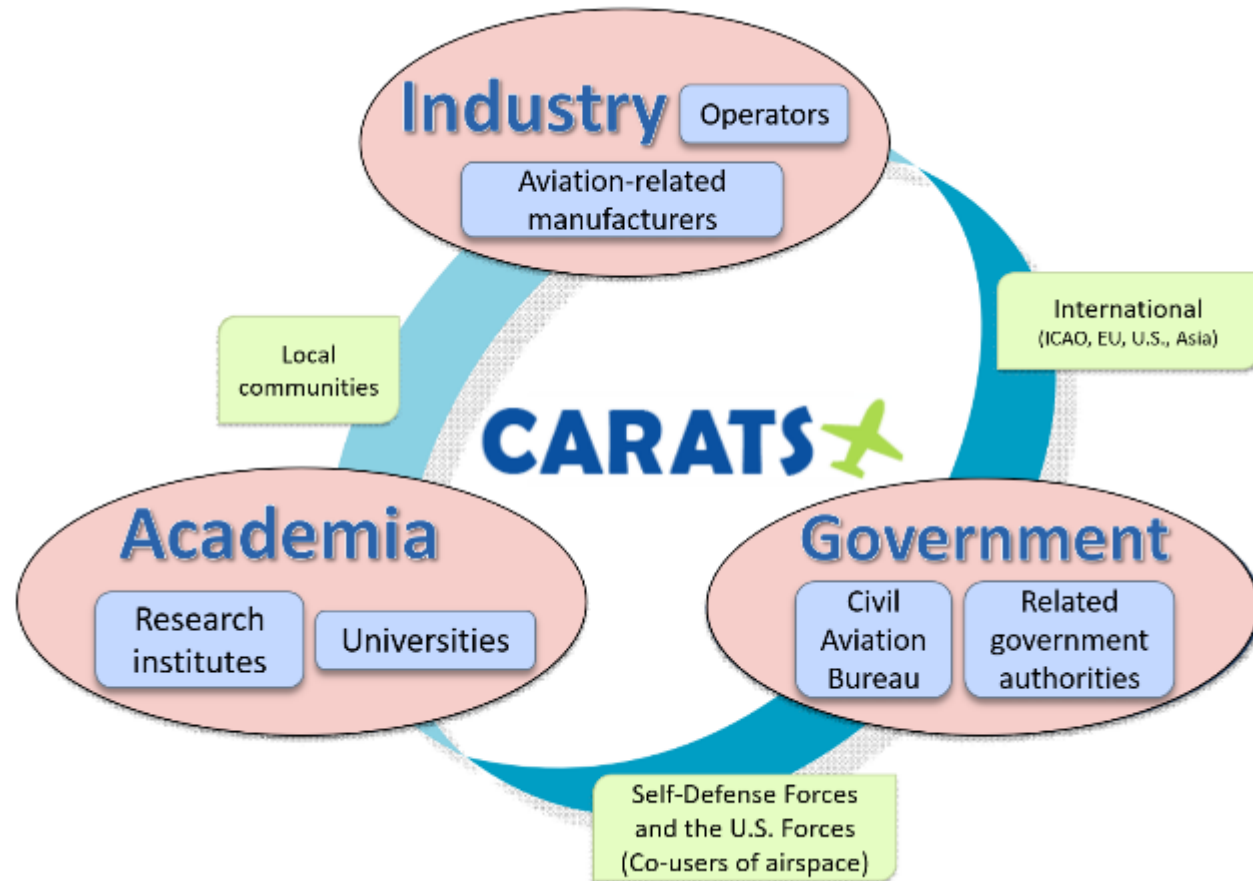 Industry
Operators
Aviation-related
manufacturers
International
(ICAO, EU, U.S., Asia)
Local
communities
CARATS
Academia
Research
institutes
Universities
Government
Civil
Aviation
Bureau
Related
government
authorities
Self-Defense Forces
and the U.S. Forces
(Co-users of airspace)